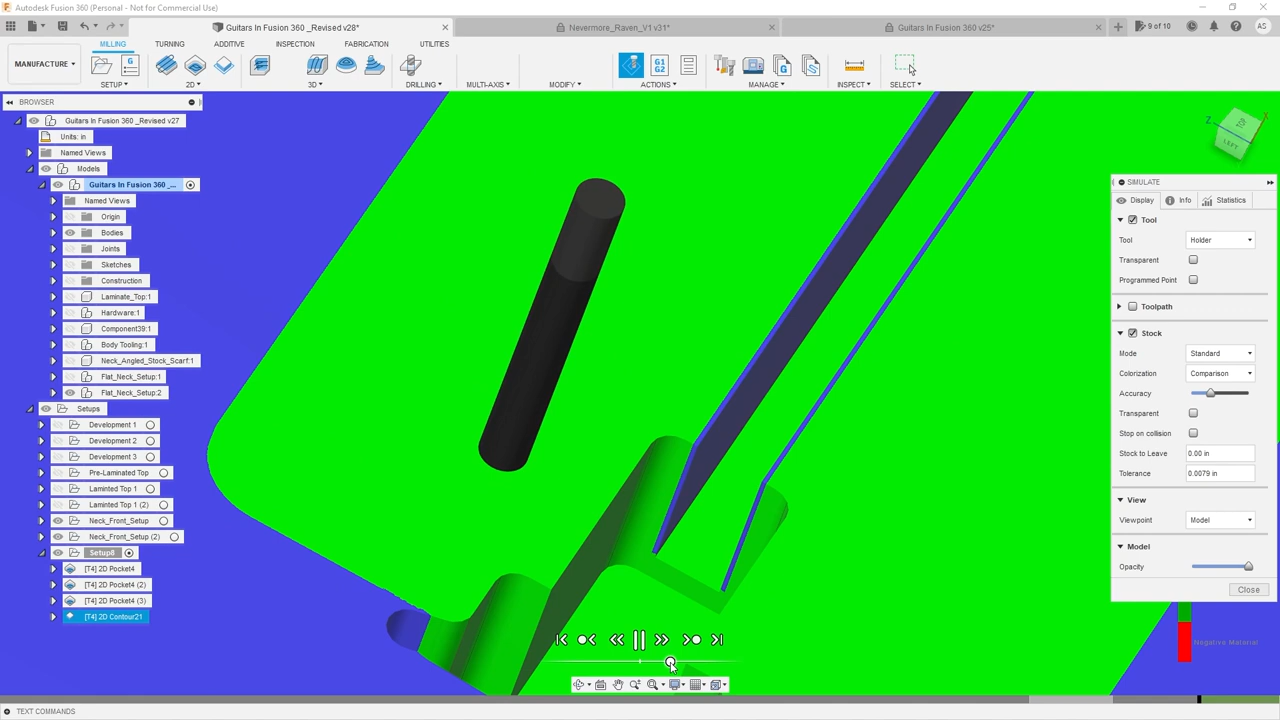 Autodesk Fusion 360 (Personal - Not for Commercial Use)
Guitars In Fusion 360 _Revised v28*
Nevermore_Raven_V1 v31*
Guitars In Fusion 360 v25*
9 of 10
AS
MILLING
TURNING
ADDITIVE
INSPECTION
FABRICATION
UTILITIES
MANUFACTURE
G1
G2
G
SETUP
2D
3D
DRILLING
MULTI-AXIS
MODIFY
ACTIONS
MANAGE
INSPECT
SELECT
BROWSER
Guitars In Fusion 360 _Revised v27
Units: in
Named Views
Models
Guitars In Fusion 360 _...
Named Views
Origin
Bodies
Joints
Sketches
Construction
Laminate_Top:1
Hardware:1
Component39:1
Body Tooling:1
Neck_Angled_Stock_Scarf:1
Flat_Neck_Setup:1
Flat_Neck_Setup:2
Setups
Development 1
Development 2
Development 3
Pre-Laminated Top
Laminted Top 1
Laminted Top 1 (2)
Neck_Front_Setup
Neck_Front_Setup (2)
Setup8
[T4] 2D Pocket4
[T4] 2D Pocket4 (2)
[T4] 2D Pocket4 (3)
[T4] 2D Contour21
Z
X
TOP
LEFT
SIMULATE
Display
Info
Statistics
Tool
Tool
Holder
Transparent
Programmed Point
Toolpath
Stock
Mode
Standard
Colorization
Comparison
Accuracy
Transparent
Stop on collision
Stock to Leave
0.00 in
Tolerance
0.0079 in
View
Viewpoint
Model
Model
Opacity
Close
Negative Material
TEXT COMMANDS